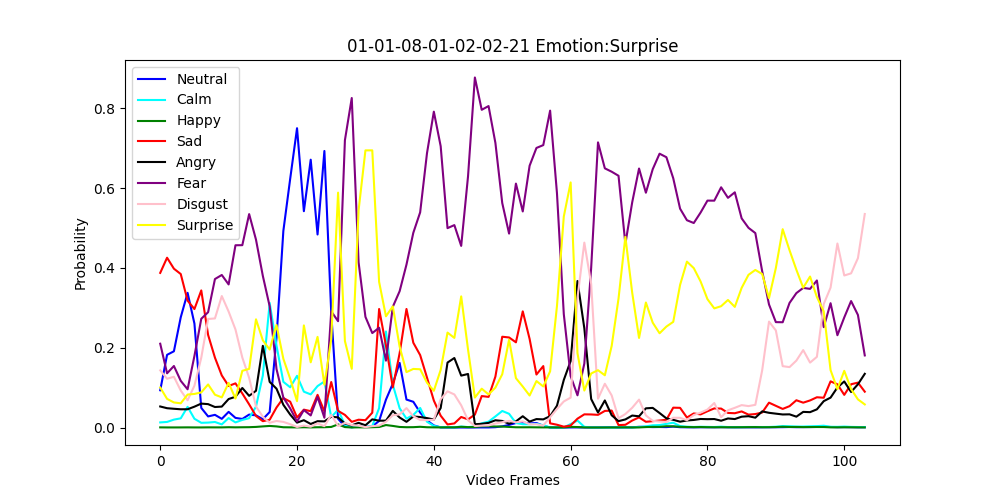 01-01-08-01-02-02-21 Emotion:Surprise
Neutral
Calm
Happy
Sad
Angry
Fear
Disgust
Surprise
Probability
0.8
0.6
0.4
0.2
0.0
0 20 40 60 80 100
Video Frames